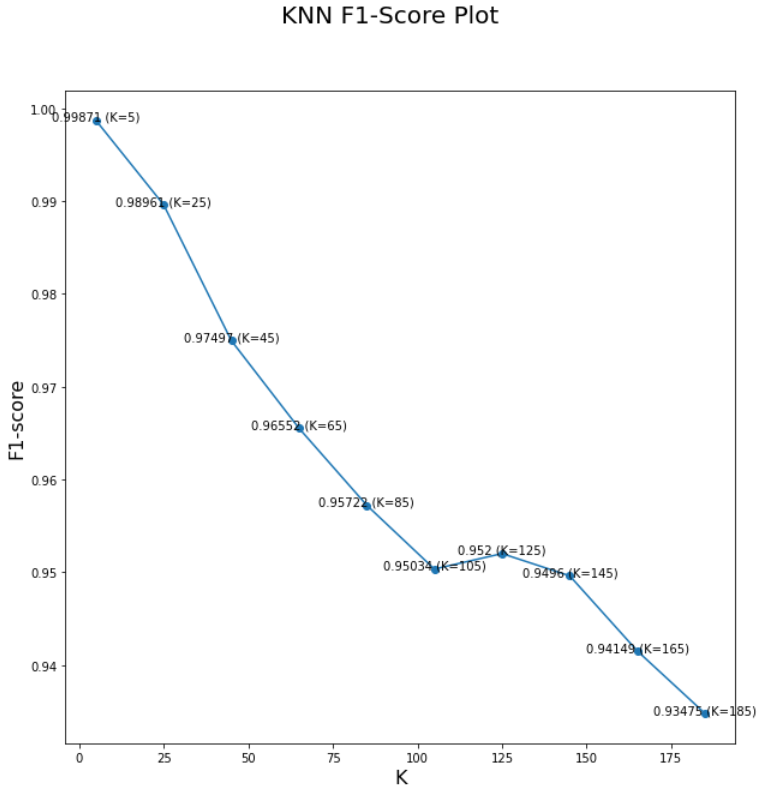 KNN F1-Score Plot
1.00
0.99871 (K=5)
0.99
0.98961 (K=25)
0.98
0.97497 (K=45)
0.97
0.96552 (K=65)
0.96
0.95722 (K=85)
0.952 (K=125)
0.95034 (K=105)
0.95
0.9496 (K=145)
0.94149 (K=165)
0.94
0.93475 (K=185)
F1-score
0 25 50 75 100 125 150 175
K